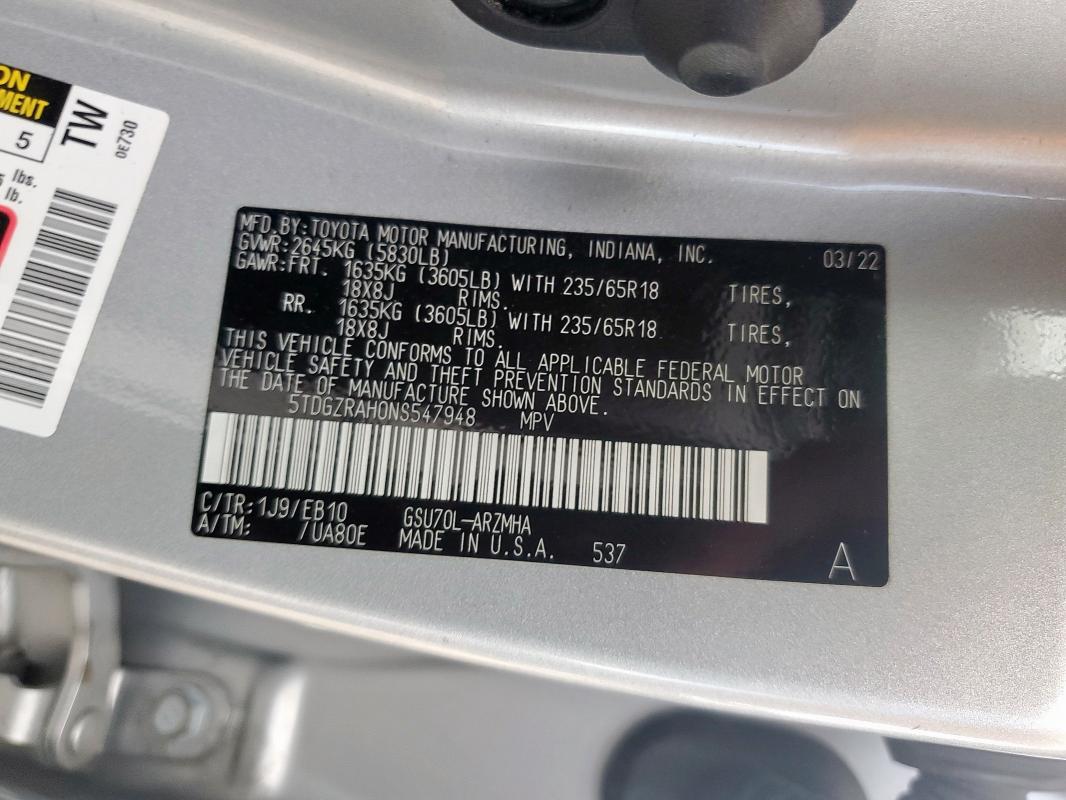 ON
MENT
5
TW
0E730
lbs.
lb.
MFD.BY:TOYOTA MOTOR MANUFACTURING, INDIANA, INC. 03/22
GVWR:2645KG (5830LB)
GAWR:FRT. 1635KG (3605LB) WITH 235/65R18 TIRES,
18X8J RIMS.
RR. 1635KG (3605LB) WITH 235/65R18 TIRES,
18X8J RIMS.
THIS VEHICLE CONFORMS TO ALL APPLICABLE FEDERAL MOTOR
VEHICLE SAFETY AND THEFT PREVENTION STANDARDS IN EFFECT ON
THE DATE OF MANUFACTURE SHOWN ABOVE.
5TDGZRAH0NS547948 MPV
C/TR:1J9/EB10 GSU70L-ARZMHA
A/TM: /UA80E MADE IN U.S.A. 537
A